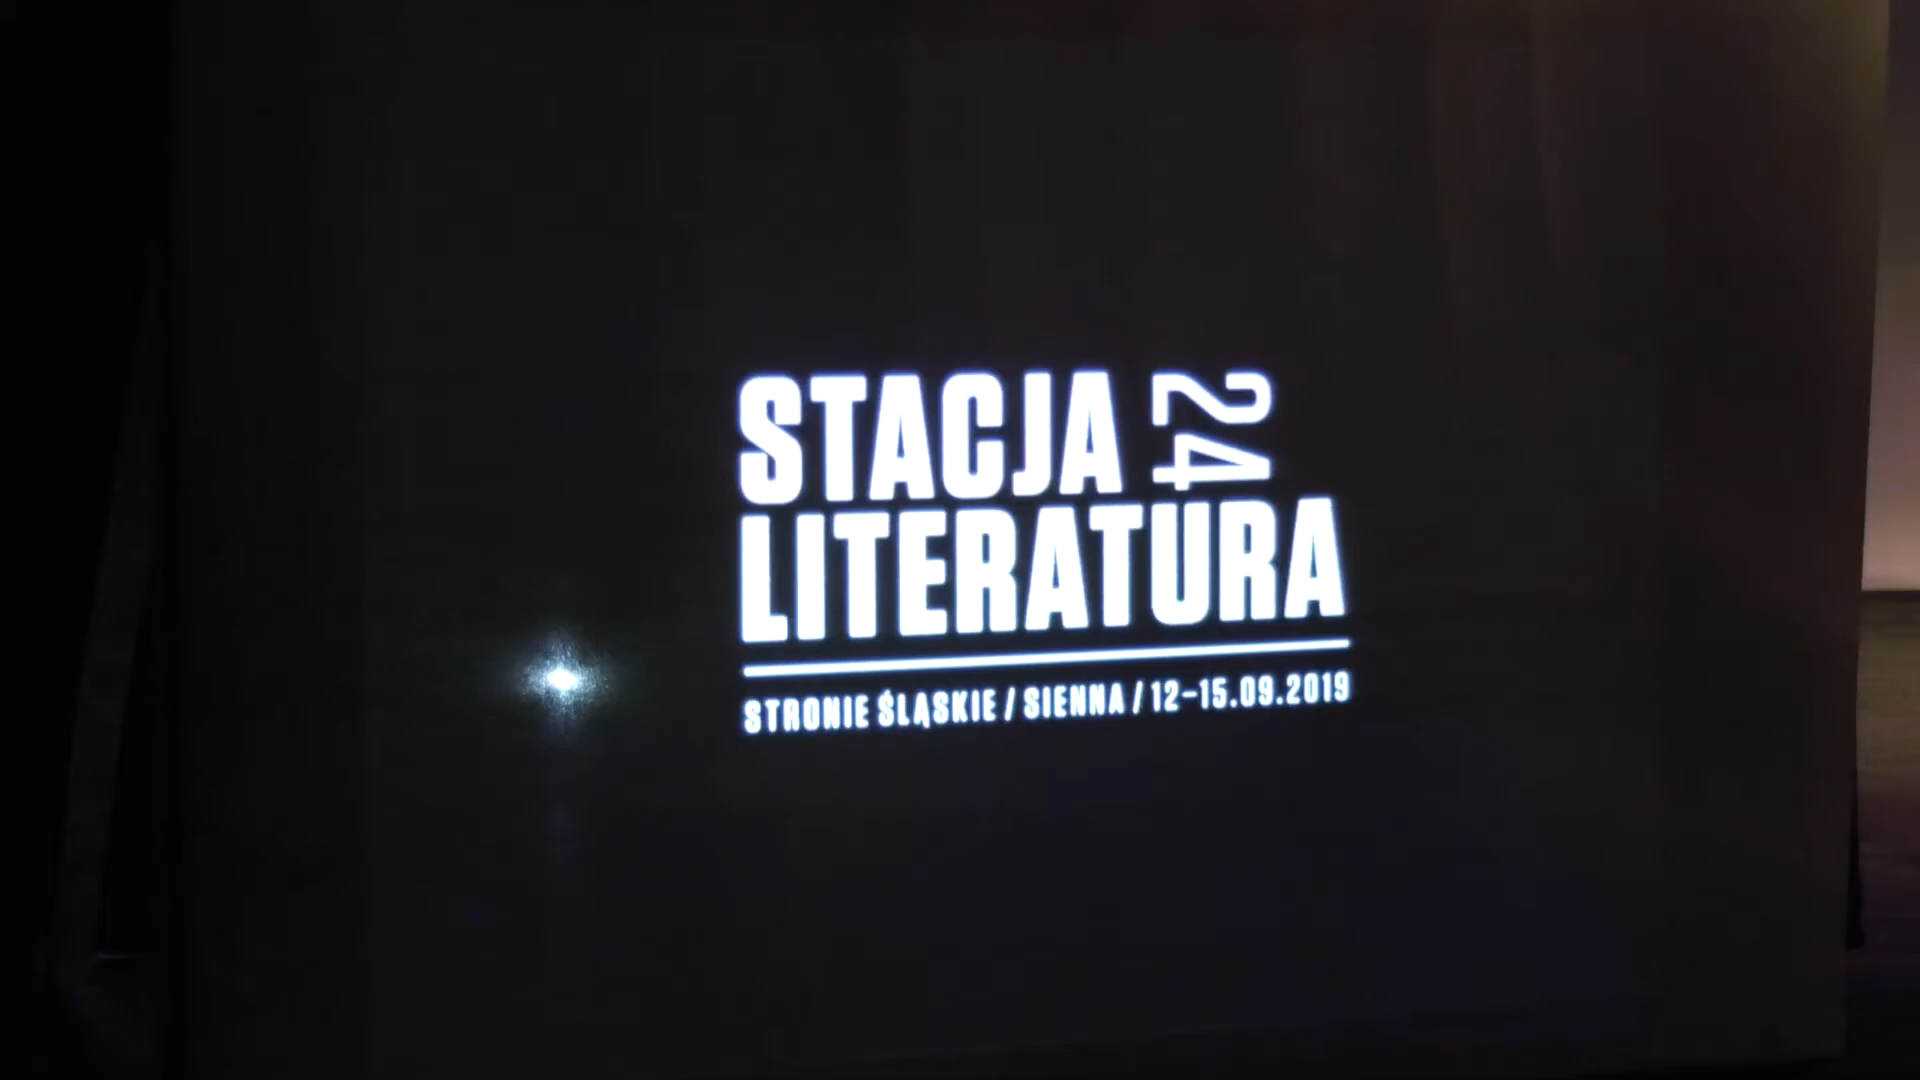 STACJA 24
LITERATURA
STRONIE ŚLĄSKIE / SIENNA / 12–15.09.2019